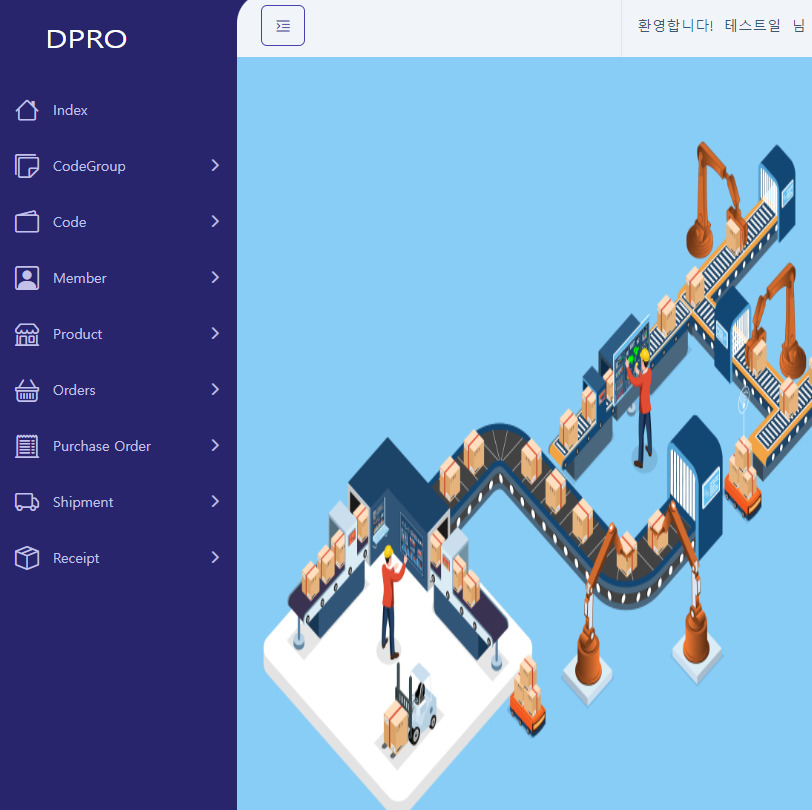 DPRO
환영합니다! 테스트일 님
Index
CodeGroup
Code
Member
Product
Orders
Purchase Order
Shipment
Receipt